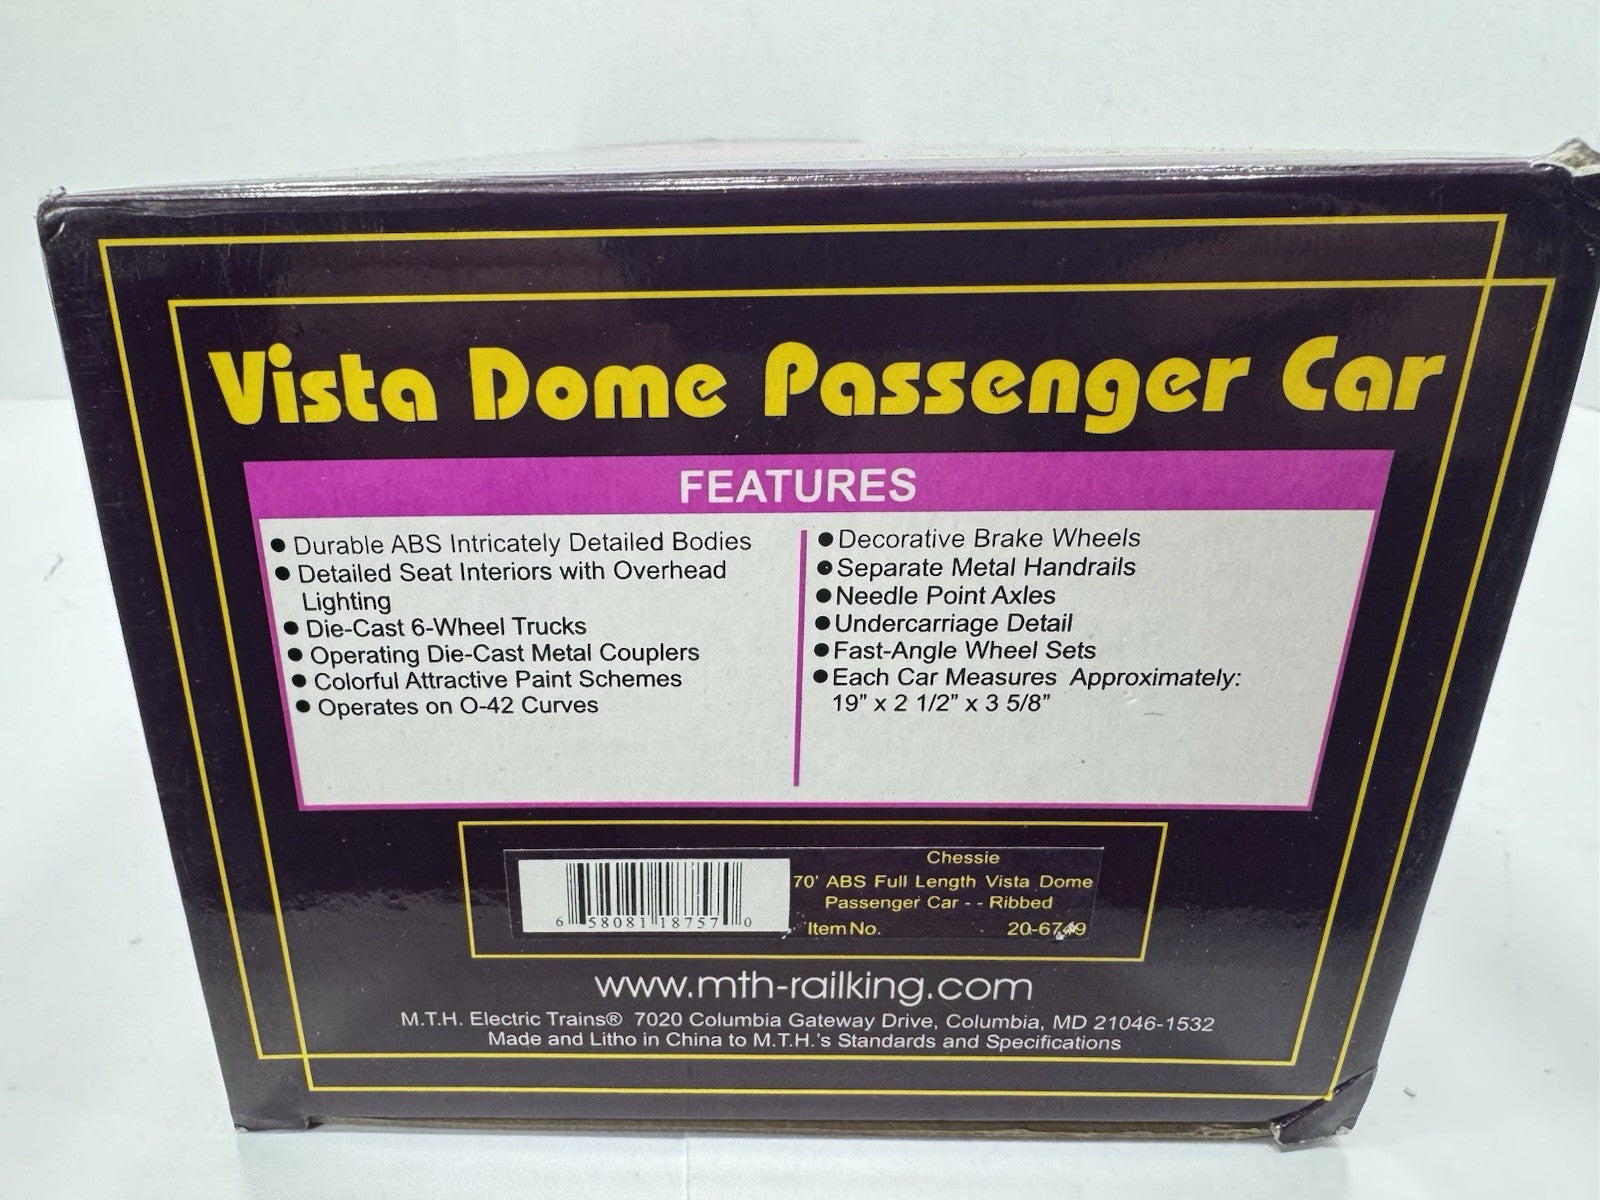 Vista Dome Passenger Car
FEATURES
● Durable ABS Intricately Detailed Bodies
● Detailed Seat Interiors with Overhead
Lighting
● Die-Cast 6-Wheel Trucks
● Operating Die-Cast Metal Couplers
● Colorful Attractive Paint Schemes
● Operates on O-42 Curves
● Decorative Brake Wheels
● Separate Metal Handrails
● Needle Point Axles
● Undercarriage Detail
● Fast-Angle Wheel Sets
● Each Car Measures Approximately:
19” x 2 1/2” x 3 5/8”
6 58081 18757 0
Chessie
70' ABS Full Length Vista Dome
Passenger Car - - Ribbed
Item No. 20-6749
www.mth-railking.com
M.T.H. Electric Trains® 7020 Columbia Gateway Drive, Columbia, MD 21046-1532
Made and Litho in China to M.T.H.'s Standards and Specifications